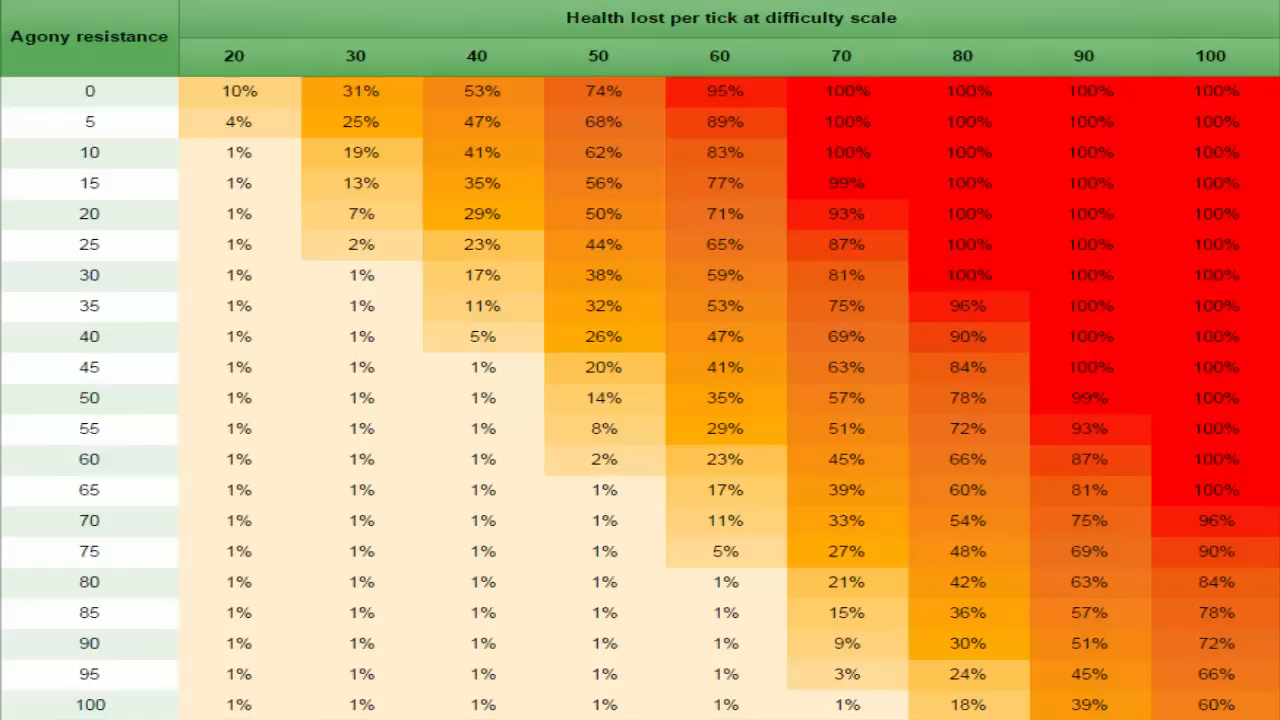 Health lost per tick at difficulty scale
Agony resistance
20 30 40 50 60 70 80 90 100
0 10% 31% 53% 74% 95% 100% 100% 100% 100%
5 4% 25% 47% 68% 89% 100% 100% 100% 100%
10 1% 19% 41% 62% 83% 100% 100% 100% 100%
15 1% 13% 35% 56% 77% 99% 100% 100% 100%
20 1% 7% 29% 50% 71% 93% 100% 100% 100%
25 1% 2% 23% 44% 65% 87% 100% 100% 100%
30 1% 1% 17% 38% 59% 81% 100% 100% 100%
35 1% 1% 11% 32% 53% 75% 96% 100% 100%
40 1% 1% 5% 26% 47% 69% 90% 100% 100%
45 1% 1% 1% 20% 41% 63% 84% 100% 100%
50 1% 1% 1% 14% 35% 57% 78% 99% 100%
55 1% 1% 1% 8% 29% 51% 72% 93% 100%
60 1% 1% 1% 2% 23% 45% 66% 87% 100%
65 1% 1% 1% 1% 17% 39% 60% 81% 100%
70 1% 1% 1% 1% 11% 33% 54% 75% 96%
75 1% 1% 1% 1% 5% 27% 48% 69% 90%
80 1% 1% 1% 1% 1% 21% 42% 63% 84%
85 1% 1% 1% 1% 1% 15% 36% 57% 78%
90 1% 1% 1% 1% 1% 9% 30% 51% 72%
95 1% 1% 1% 1% 1% 3% 24% 45% 66%
100 1% 1% 1% 1% 1% 1% 18% 39% 60%